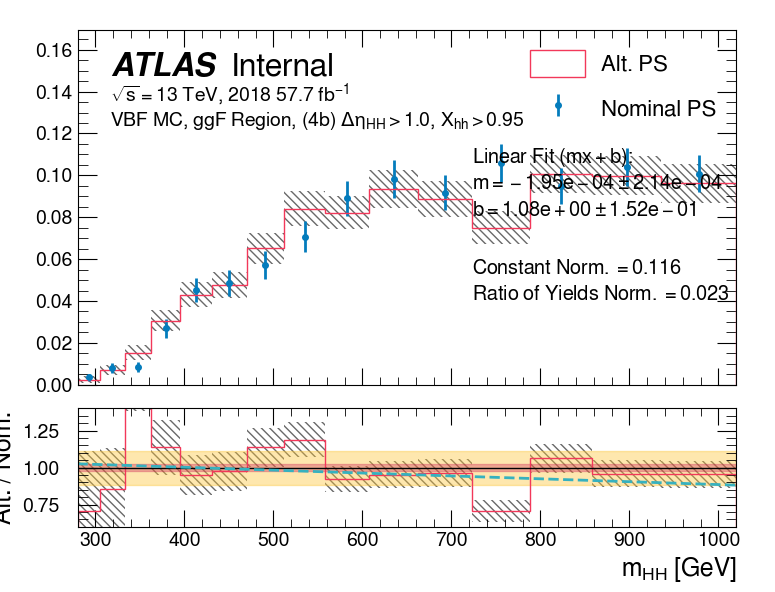 ATLAS Internal
√s = 13 TeV, 2018 57.7 fb⁻¹
VBF MC, ggF Region, (4b) Δη_HH > 1.0, X_hh > 0.95
Alt. PS
Nominal PS
Linear Fit (mx + b):
m = − 1.95e − 04 ± 2.14e − 04
b = 1.08e + 00 ± 1.52e − 01
Constant Norm. = 0.116
Ratio of Yields Norm. = 0.023
0.16
0.14
0.12
0.10
0.08
0.06
0.04
0.02
0.00
Alt. / Nom.
1.25
1.00
0.75
300 400 500 600 700 800 900 1000
m_HH [GeV]